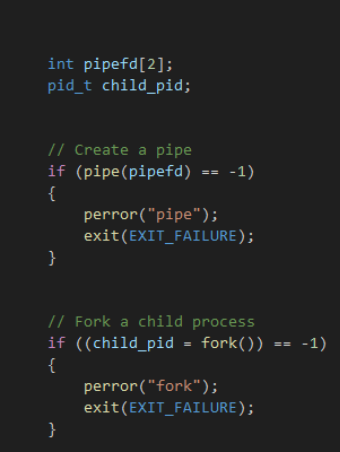 int pipefd[2];
pid_t child_pid;
// Create a pipe
if (pipe(pipefd) == -1)
{
perror("pipe");
exit(EXIT_FAILURE);
}
// Fork a child process
if ((child_pid = fork()) == -1)
{
perror("fork");
exit(EXIT_FAILURE);
}